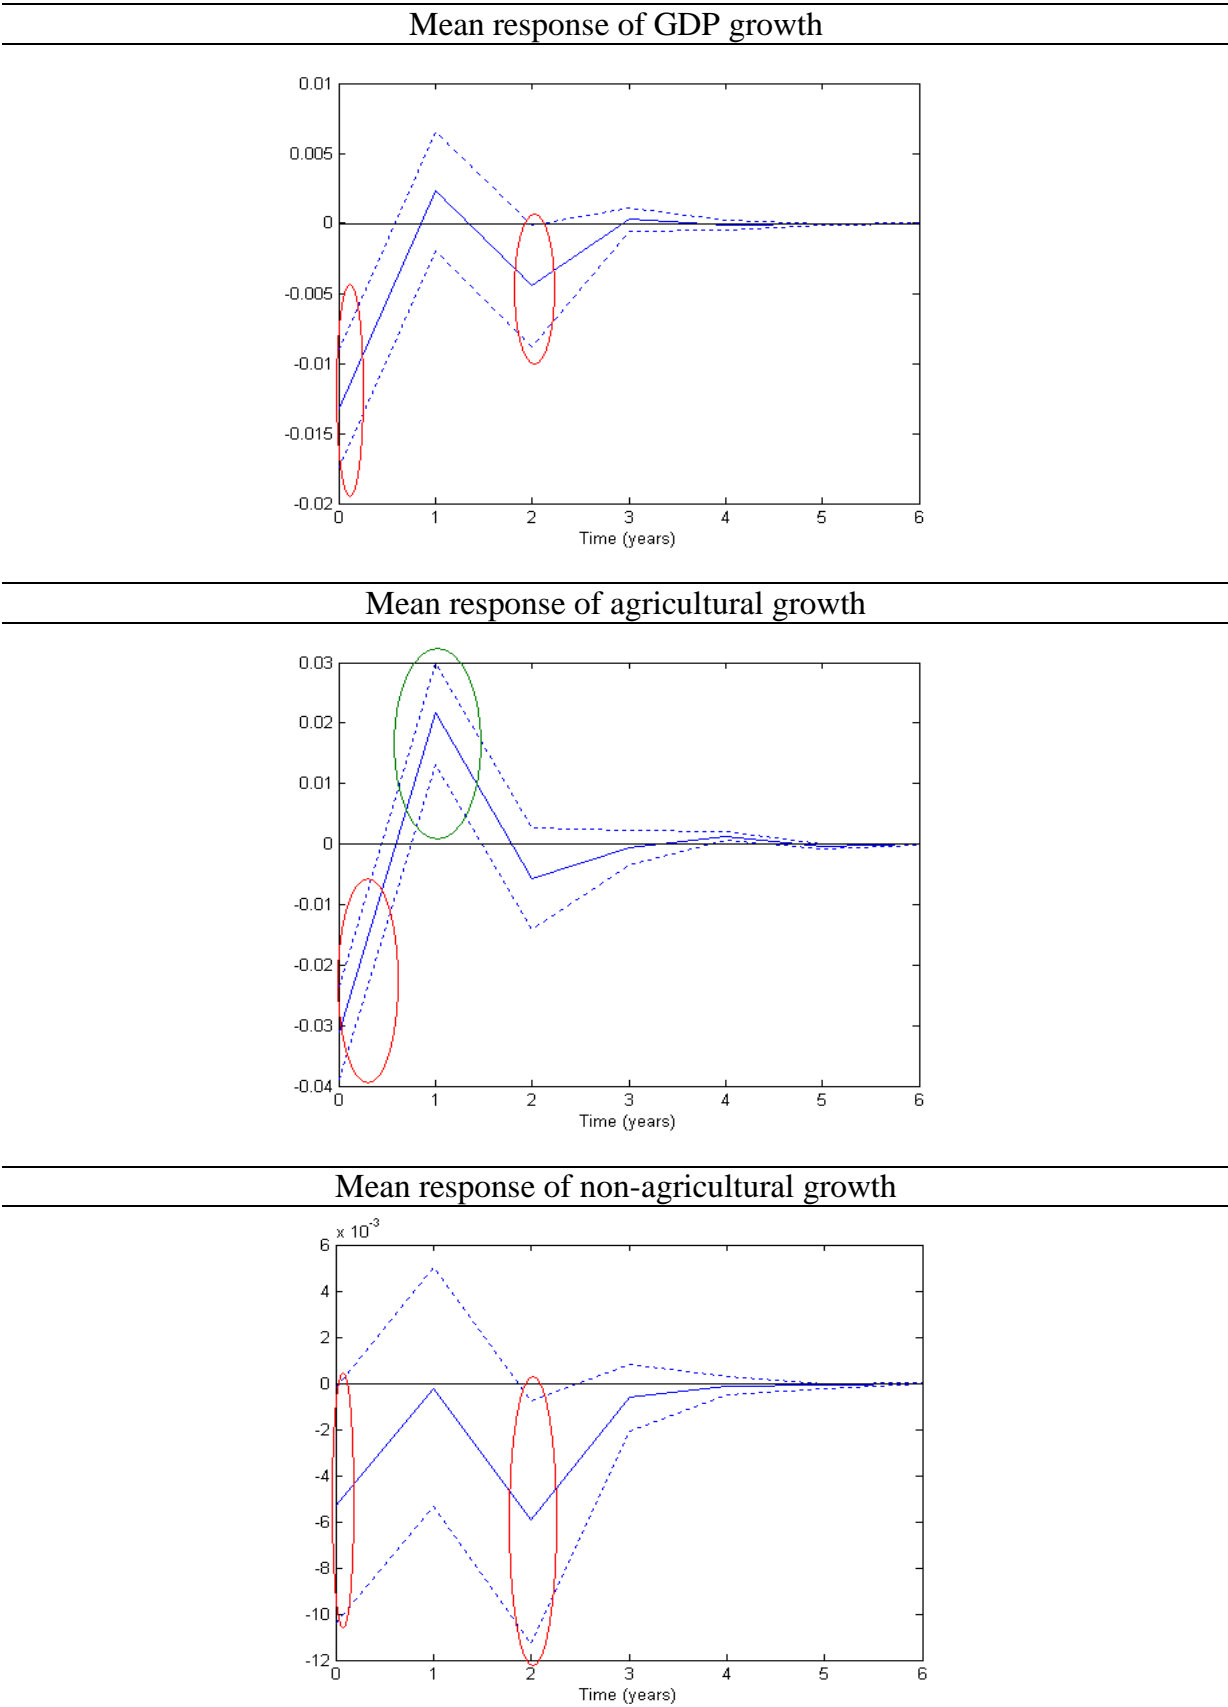 Mean response of GDP growth
0.01
0.005
0
-0.005
-0.01
-0.015
-0.02
0 1 2 3 4 5 6
Time (years)
Mean response of agricultural growth
0.03
0.02
0.01
0
-0.01
-0.02
-0.03
-0.04
0 1 2 3 4 5 6
Time (years)
Mean response of non-agricultural growth
x 10-3
6
4
2
0
-2
-4
-6
-8
-10
-12
0 1 2 3 4 5 6
Time (years)